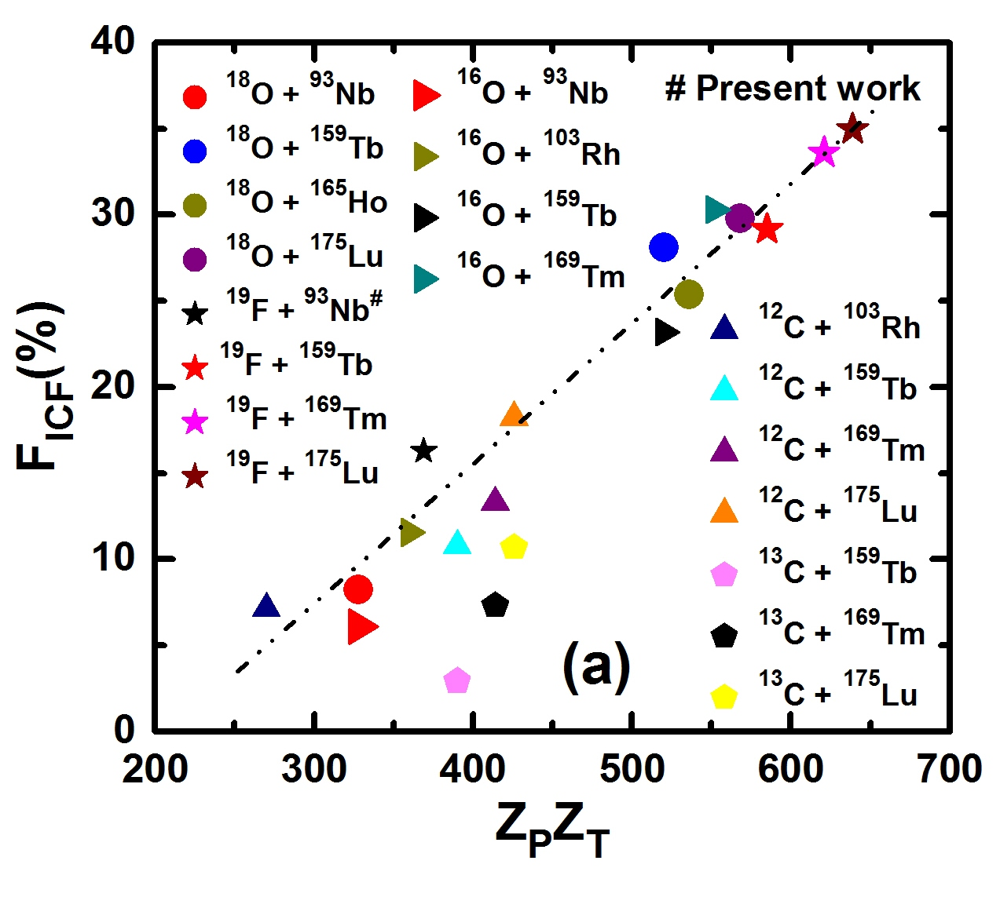 40
30
20
10
0
F_ICF(%)
¹⁸O + ⁹³Nb
¹⁸O + ¹⁵⁹Tb
¹⁸O + ¹⁶⁵Ho
¹⁸O + ¹⁷⁵Lu
¹⁹F + ⁹³Nb#
¹⁹F + ¹⁵⁹Tb
¹⁹F + ¹⁶⁹Tm
¹⁹F + ¹⁷⁵Lu
¹⁶O + ⁹³Nb
¹⁶O + ¹⁰³Rh
¹⁶O + ¹⁵⁹Tb
¹⁶O + ¹⁶⁹Tm
# Present work
¹²C + ¹⁰³Rh
¹²C + ¹⁵⁹Tb
¹²C + ¹⁶⁹Tm
¹²C + ¹⁷⁵Lu
¹³C + ¹⁵⁹Tb
¹³C + ¹⁶⁹Tm
¹³C + ¹⁷⁵Lu
(a)
200 300 400 500 600 700
Z_PZ_T